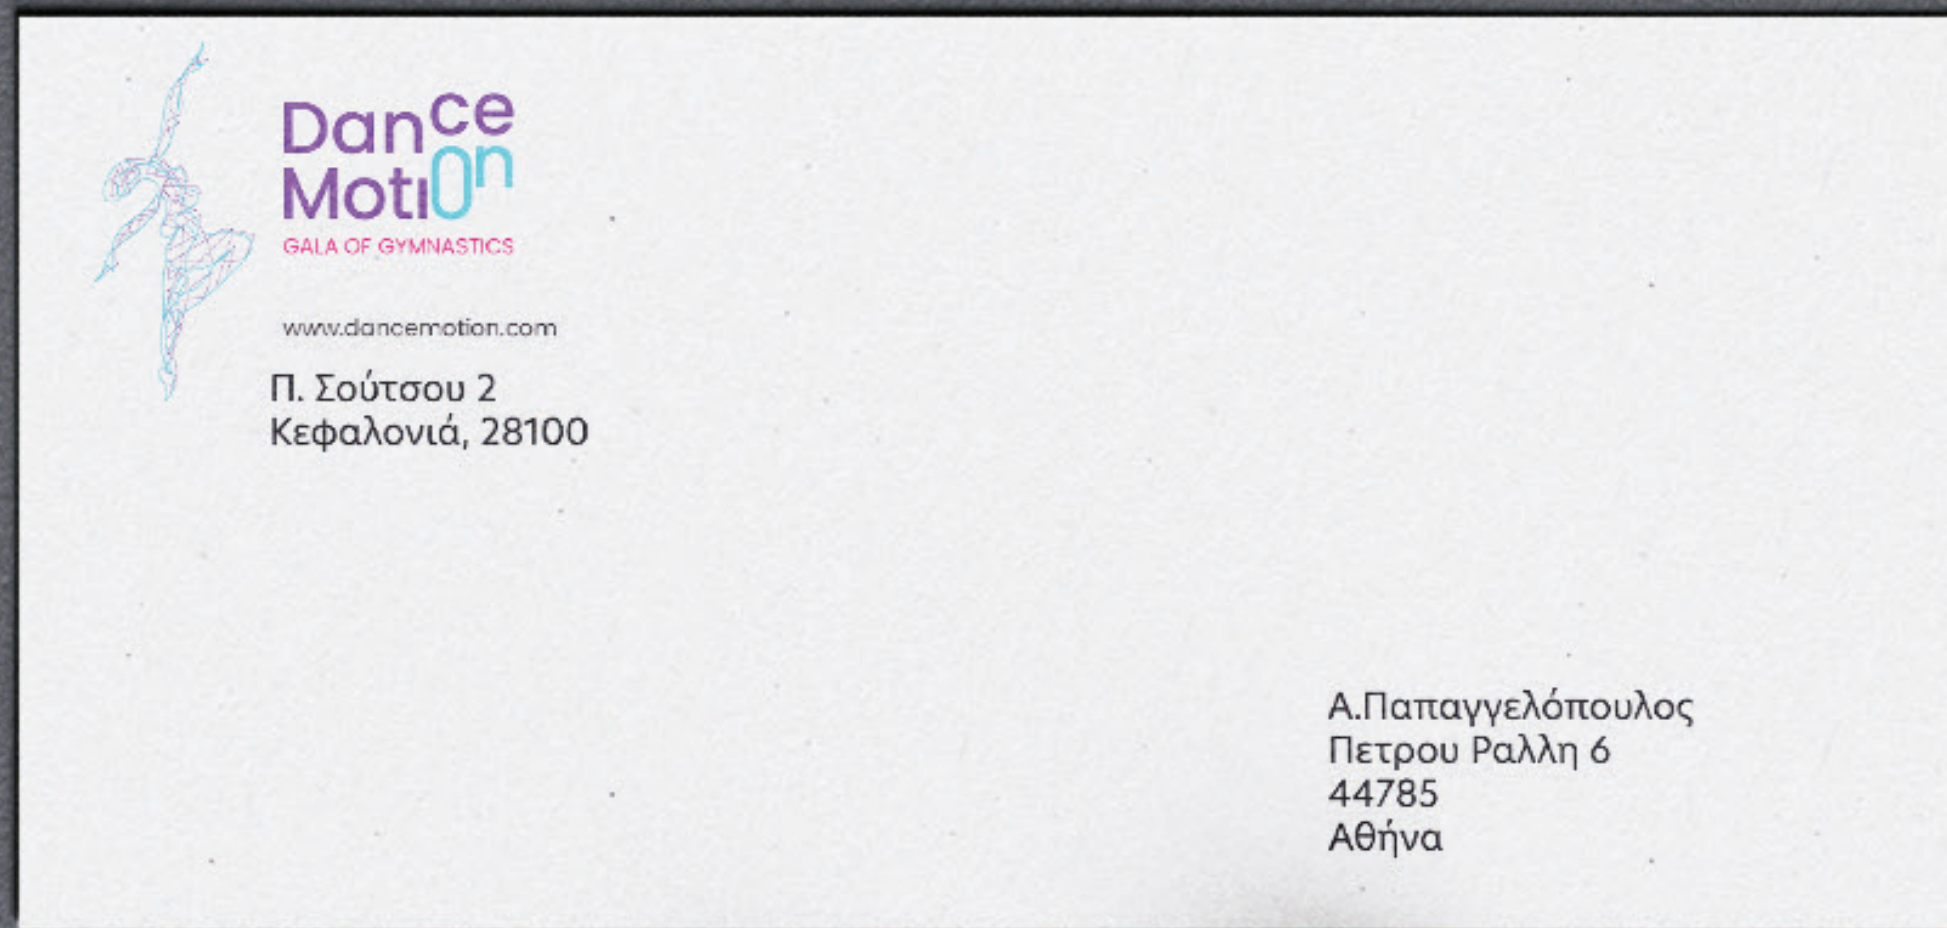 Dance
Motion
GALA OF GYMNASTICS
www.dancemotion.com
Π. Σούτσου 2
Κεφαλονιά, 28100
Α.Παπαγγελόπουλος
Πετρου Ραλλη 6
44785
Αθήνα